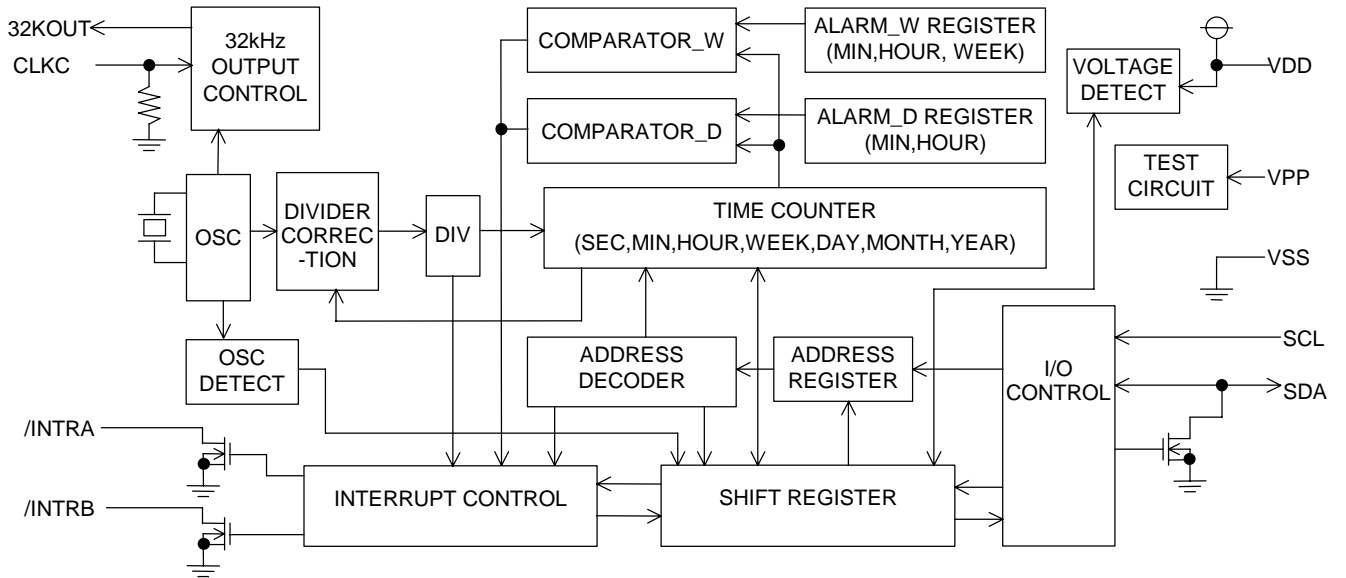 32KOUT
CLKC
32kHz
OUTPUT
CONTROL
COMPARATOR_W
ALARM_W REGISTER
(MIN,HOUR, WEEK)
VOLTAGE
DETECT
VDD
COMPARATOR_D
ALARM_D REGISTER
(MIN,HOUR)
TEST
CIRCUIT
VPP
OSC
DIVIDER
CORREC
-TION
DIV
TIME COUNTER
(SEC,MIN,HOUR,WEEK,DAY,MONTH,YEAR)
VSS
OSC
DETECT
ADDRESS
DECODER
ADDRESS
REGISTER
I/O
CONTROL
SCL
SDA
/INTRA
/INTRB
INTERRUPT CONTROL
SHIFT REGISTER